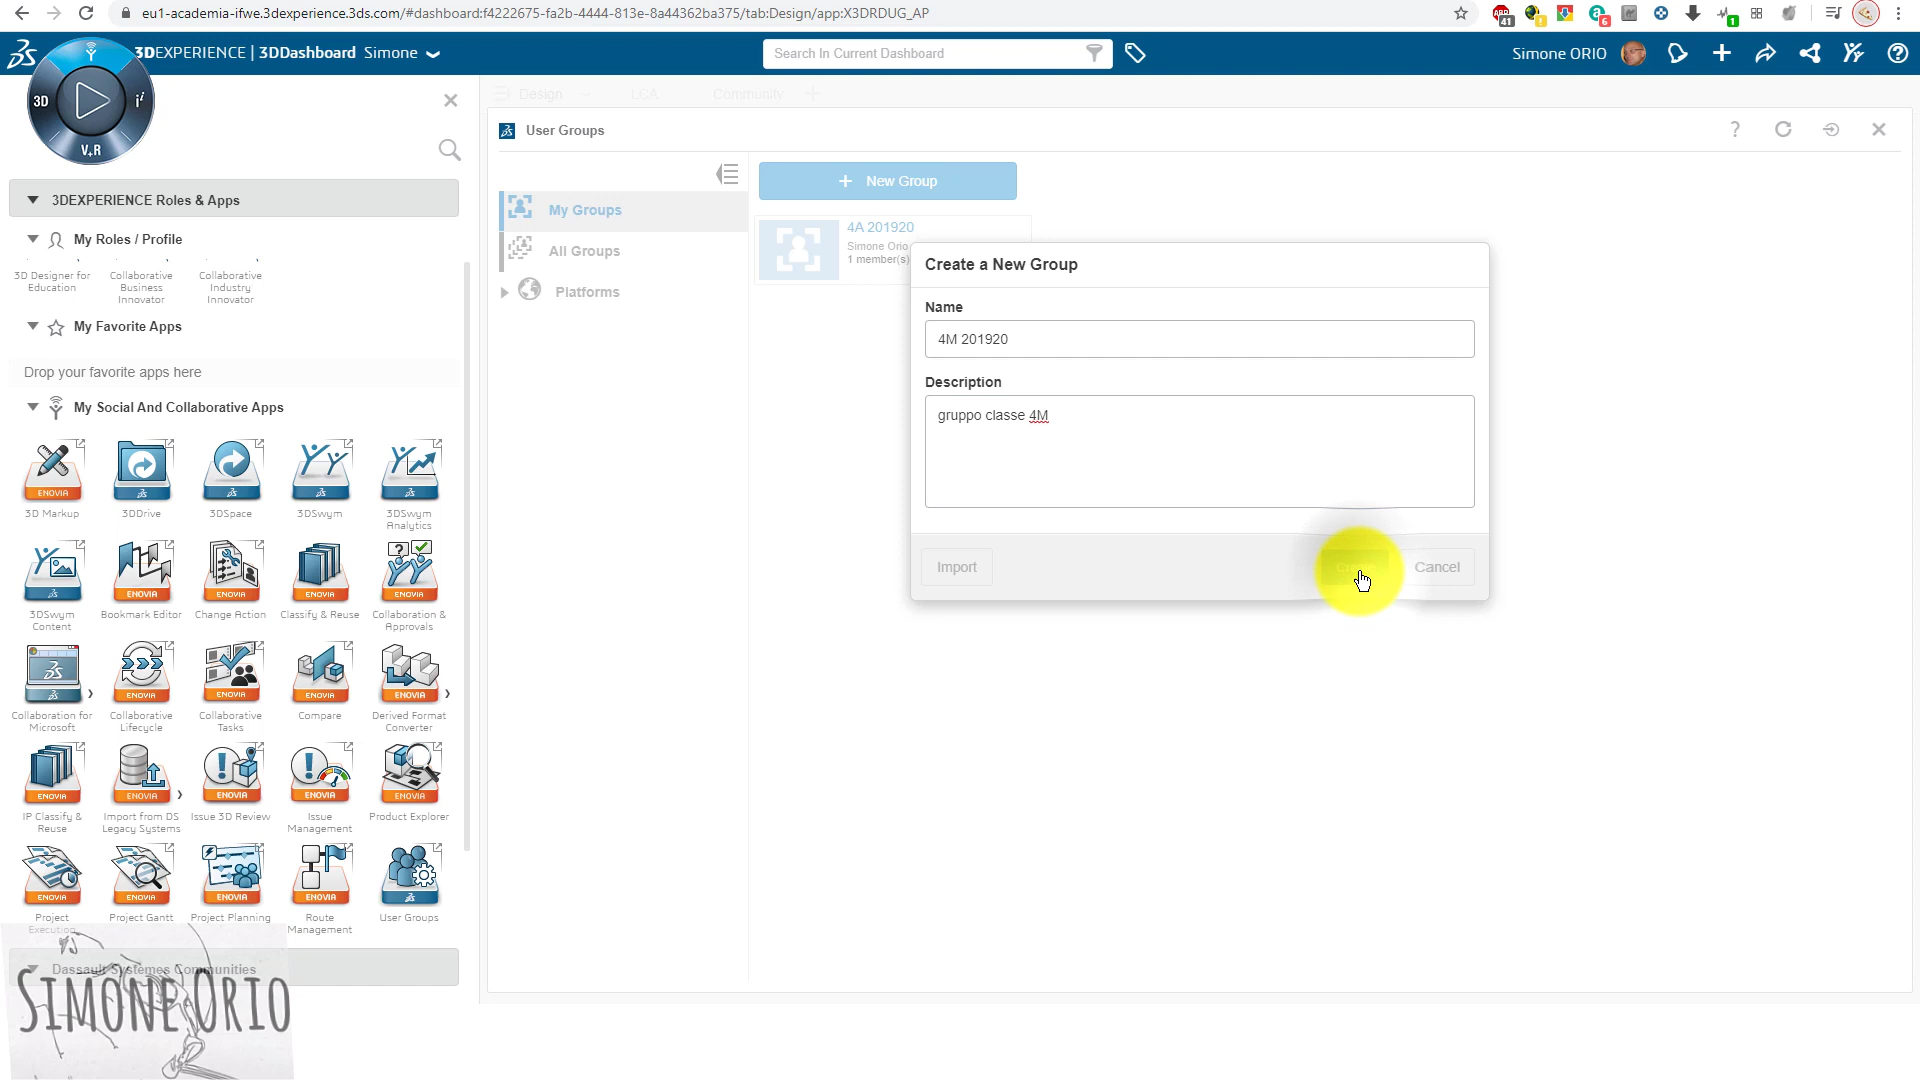 eu1-academia-ifwe.3dexperience.3ds.com/#dashboard:f4222675-fa2b-4444-813e-8a44362ba375/tab:Design/app:X3DRDUG_AP
3DEXPERIENCE | 3DDashboard Simone
Search In Current Dashboard
Simone ORIO
3D
V+R
Design
LCA
Community
User Groups
New Group
My Groups
All Groups
Platforms
4A 201920
Simone Orio
1 member(s)
Create a New Group
Name
4M 201920
Description
gruppo classe 4M
Import
Cancel
3DEXPERIENCE Roles & Apps
My Roles / Profile
3D Designer for Education
Collaborative Business Innovator
Collaborative Industry Innovator
My Favorite Apps
Drop your favorite apps here
My Social And Collaborative Apps
3D Markup
3DDrive
3DSpace
3DSwym
3DSwym Analytics
3DSwym Content
Bookmark Editor
Change Action
Classify & Reuse
Collaboration & Approvals
Collaboration for Microsoft
Collaborative Lifecycle
Collaborative Tasks
Compare
Derived Format Converter
IP Classify & Reuse
Import from DS Legacy Systems
Issue 3D Review
Issue Management
Product Explorer
Project Execution
Project Gantt
Project Planning
Route Management
User Groups
Dassault Systèmes Communities
SIMONE ORIO